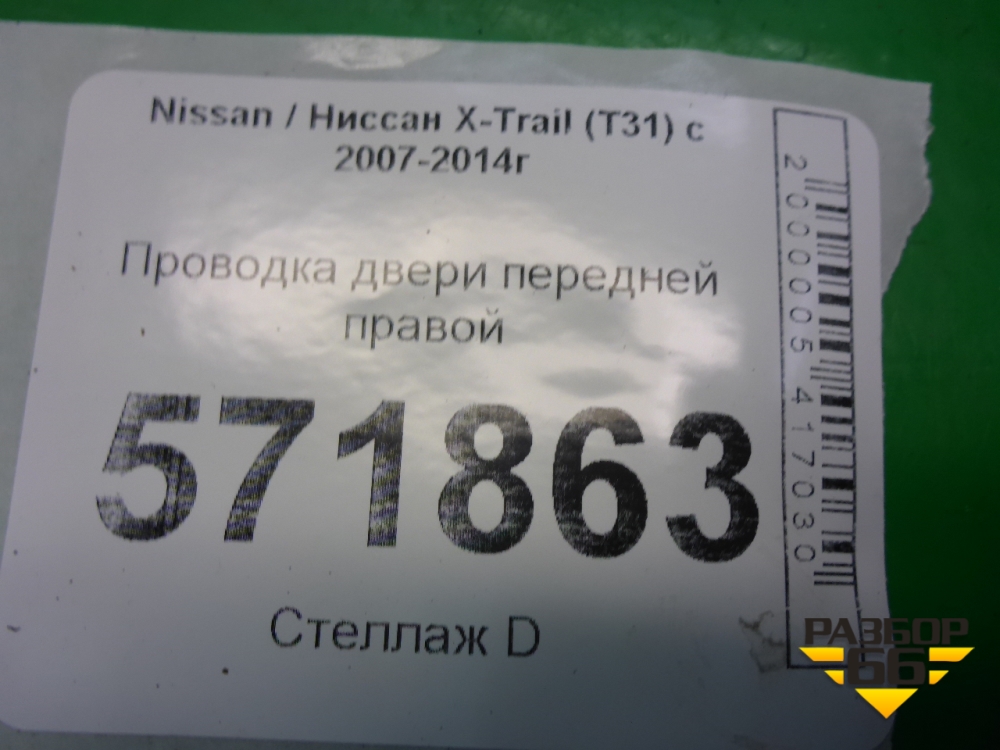 Nissan / Ниссан X-Trail (T31) с
2007-2014г
Проводка двери передней
правой
571863
Стеллаж D
2000005417030
РАЗБОР
66